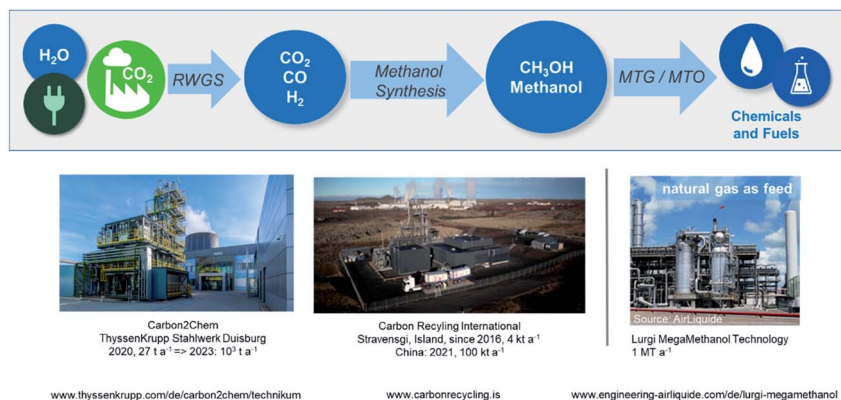 H₂O
CO₂
RWGS
CO₂
CO
H₂
Methanol
Synthesis
CH₃OH
Methanol
MTG / MTO
Chemicals
and Fuels
natural gas as feed
Source: AirLiquide
Carbon2Chem
ThyssenKrupp Stahlwerk Duisburg
2020, 27 t a⁻¹ => 2023: 10³ t a⁻¹
Carbon Recyling International
Stravensgi, Island, since 2016, 4 kt a⁻¹
China: 2021, 100 kt a⁻¹
Lurgi MegaMethanol Technology
1 MT a⁻¹
www.thyssenkrupp.com/de/carbon2chem/technikum
www.carbonrecycling.is
www.engineering-airliquide.com/de/lurgi-megamethanol